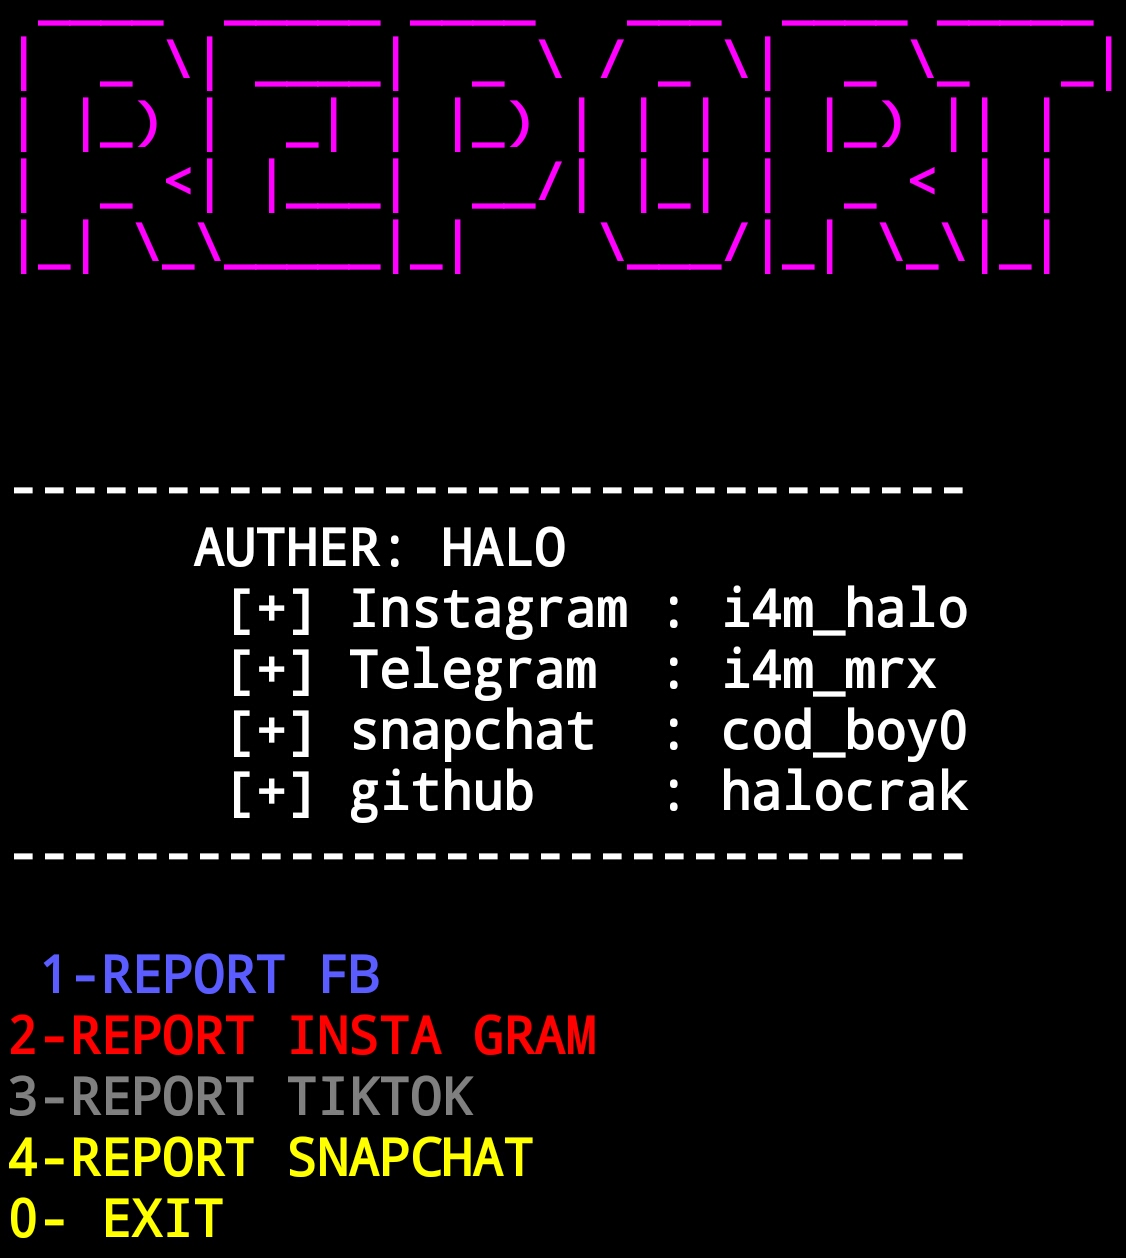 REPORT
---------------------------------
AUTHER: HALO
[+] Instagram : i4m_halo
[+] Telegram  : i4m_mrx
[+] snapchat  : cod_boy0
[+] github    : halocrak
---------------------------------
1-REPORT FB
2-REPORT INSTA GRAM
3-REPORT TIKTOK
4-REPORT SNAPCHAT
0- EXIT